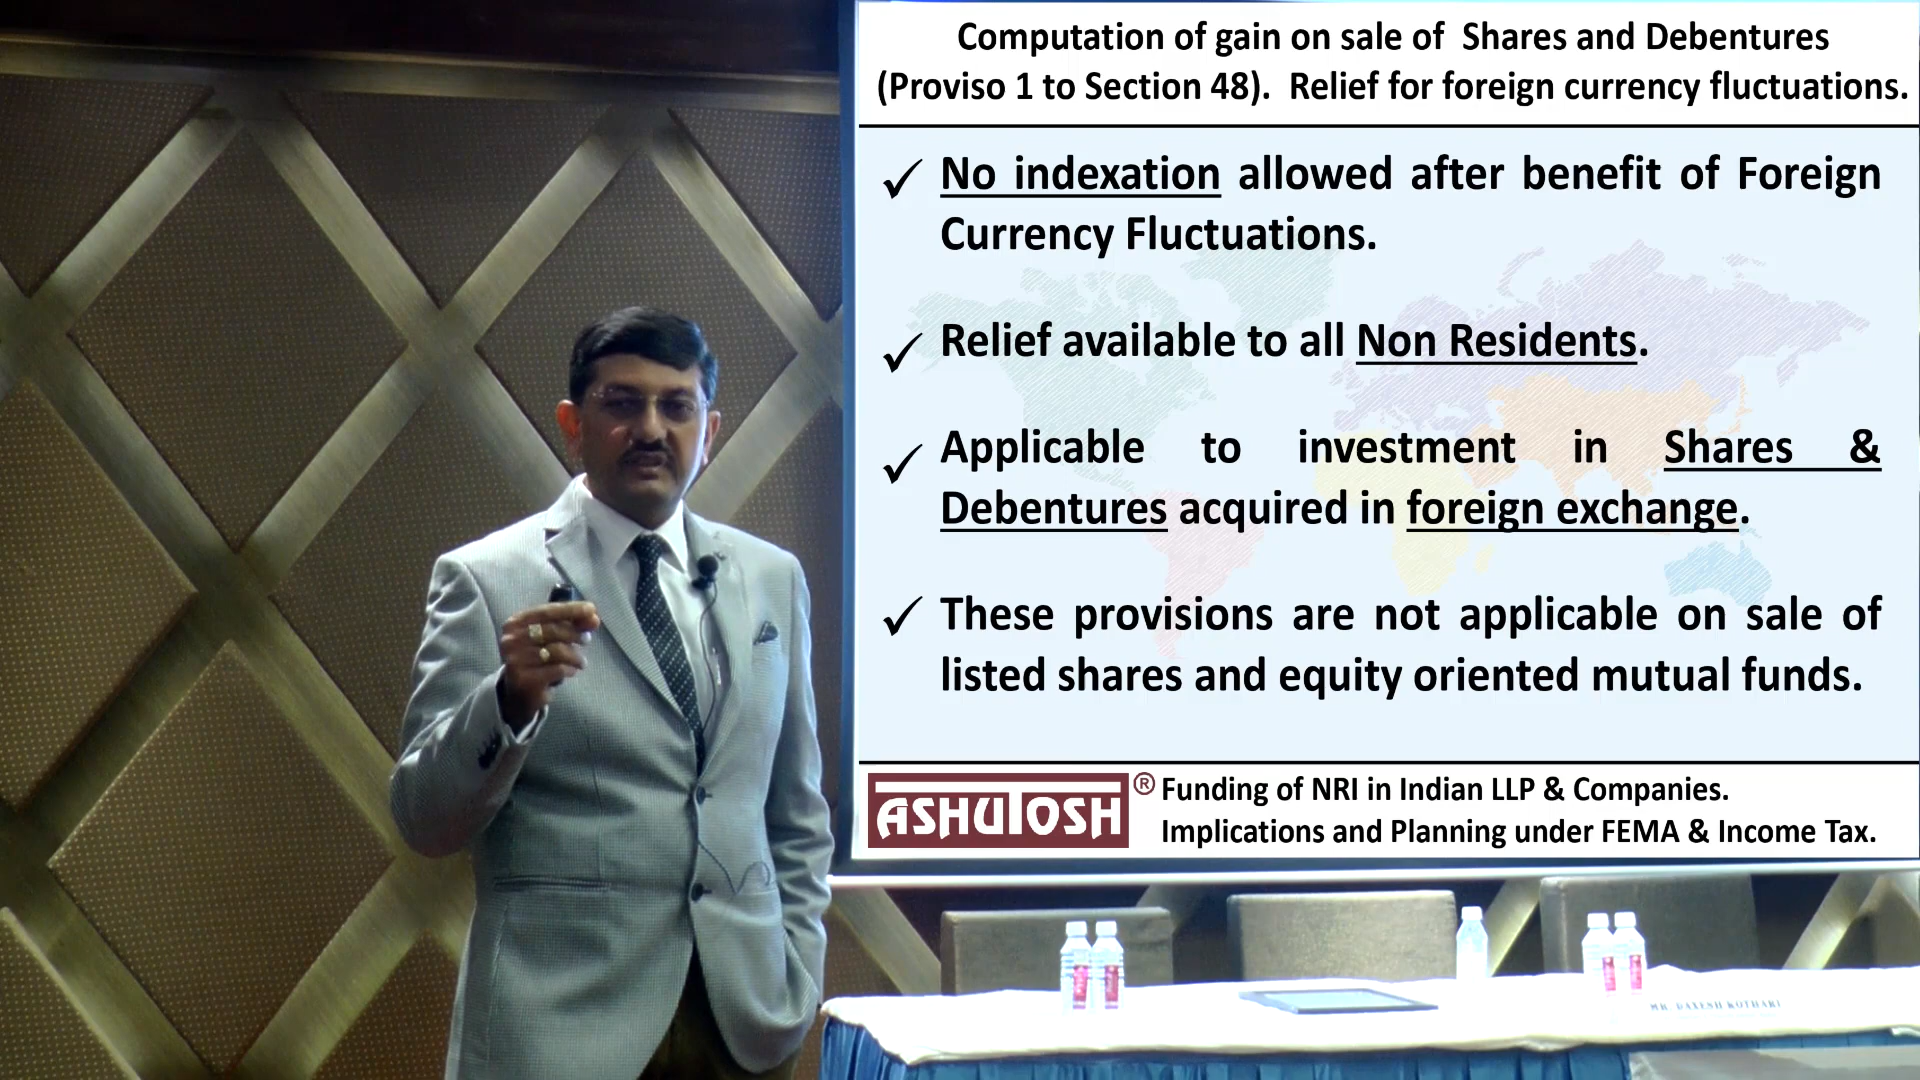 Computation of gain on sale of Shares and Debentures
(Proviso 1 to Section 48). Relief for foreign currency fluctuations.
✓ No indexation allowed after benefit of Foreign
Currency Fluctuations.
✓ Relief available to all Non Residents.
✓ Applicable to investment in Shares &
Debentures acquired in foreign exchange.
✓ These provisions are not applicable on sale of
listed shares and equity oriented mutual funds.
ASHUTOSH®
Funding of NRI in Indian LLP & Companies.
Implications and Planning under FEMA & Income Tax.
MR. DAXESH KOTHARI